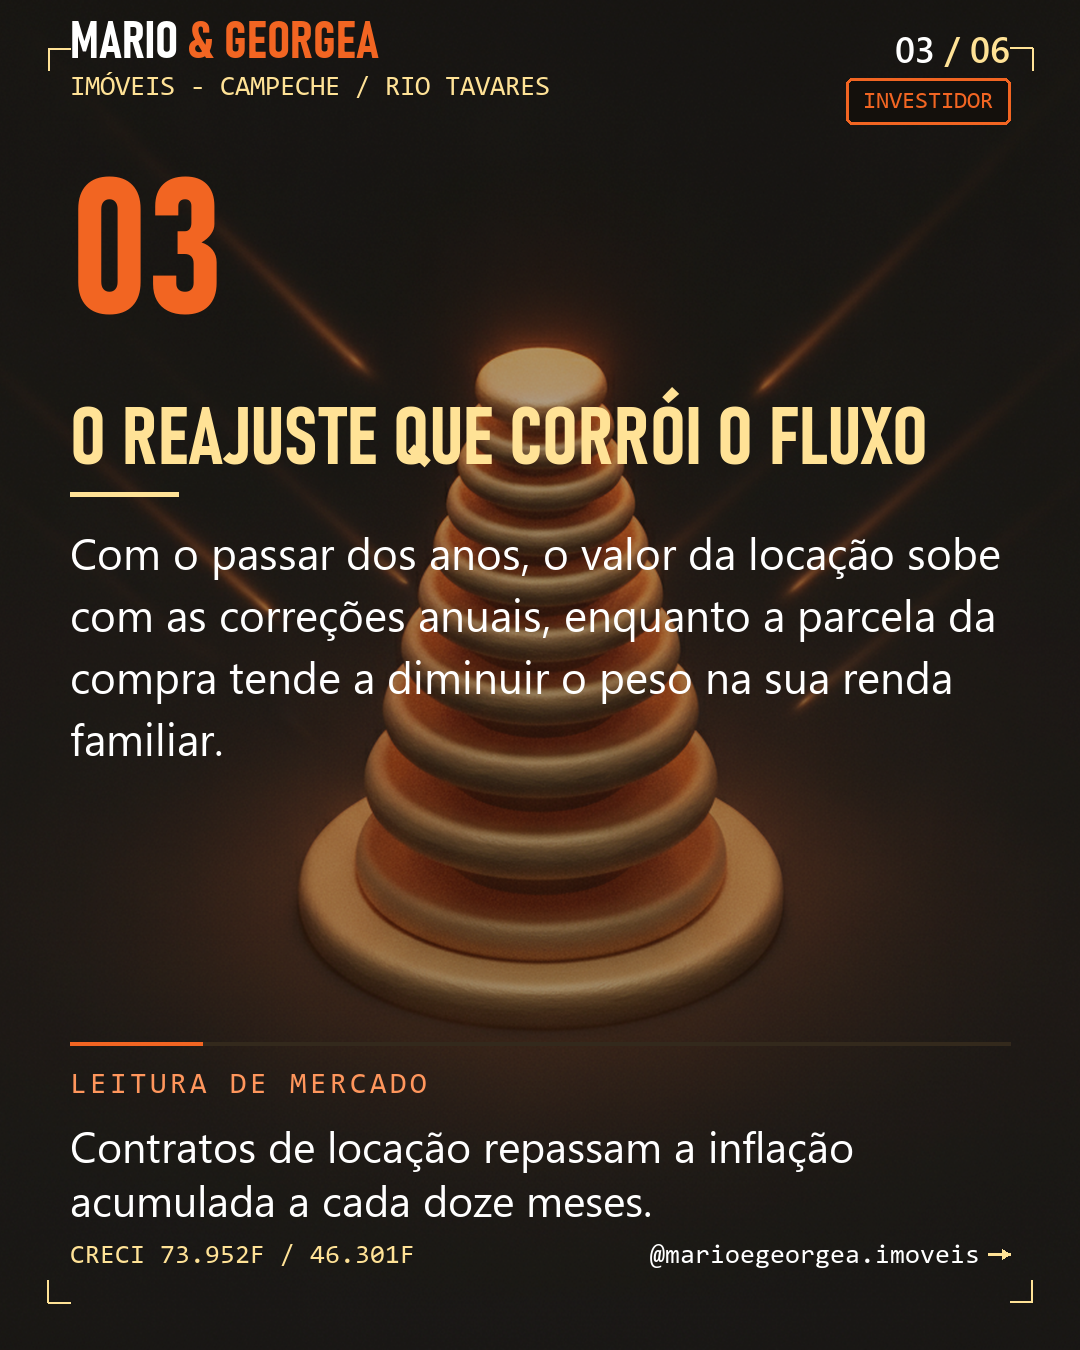 MARIO & GEORGEA
IMÓVEIS - CAMPECHE / RIO TAVARES
03 / 06
INVESTIDOR
03
O REAJUSTE QUE CORRÓI O FLUXO
Com o passar dos anos, o valor da locação sobe
com as correções anuais, enquanto a parcela da
compra tende a diminuir o peso na sua renda
familiar.
LEITURA DE MERCADO
Contratos de locação repassam a inflação
acumulada a cada doze meses.
CRECI 73.952F / 46.301F
@marioegeorgea.imoveis →